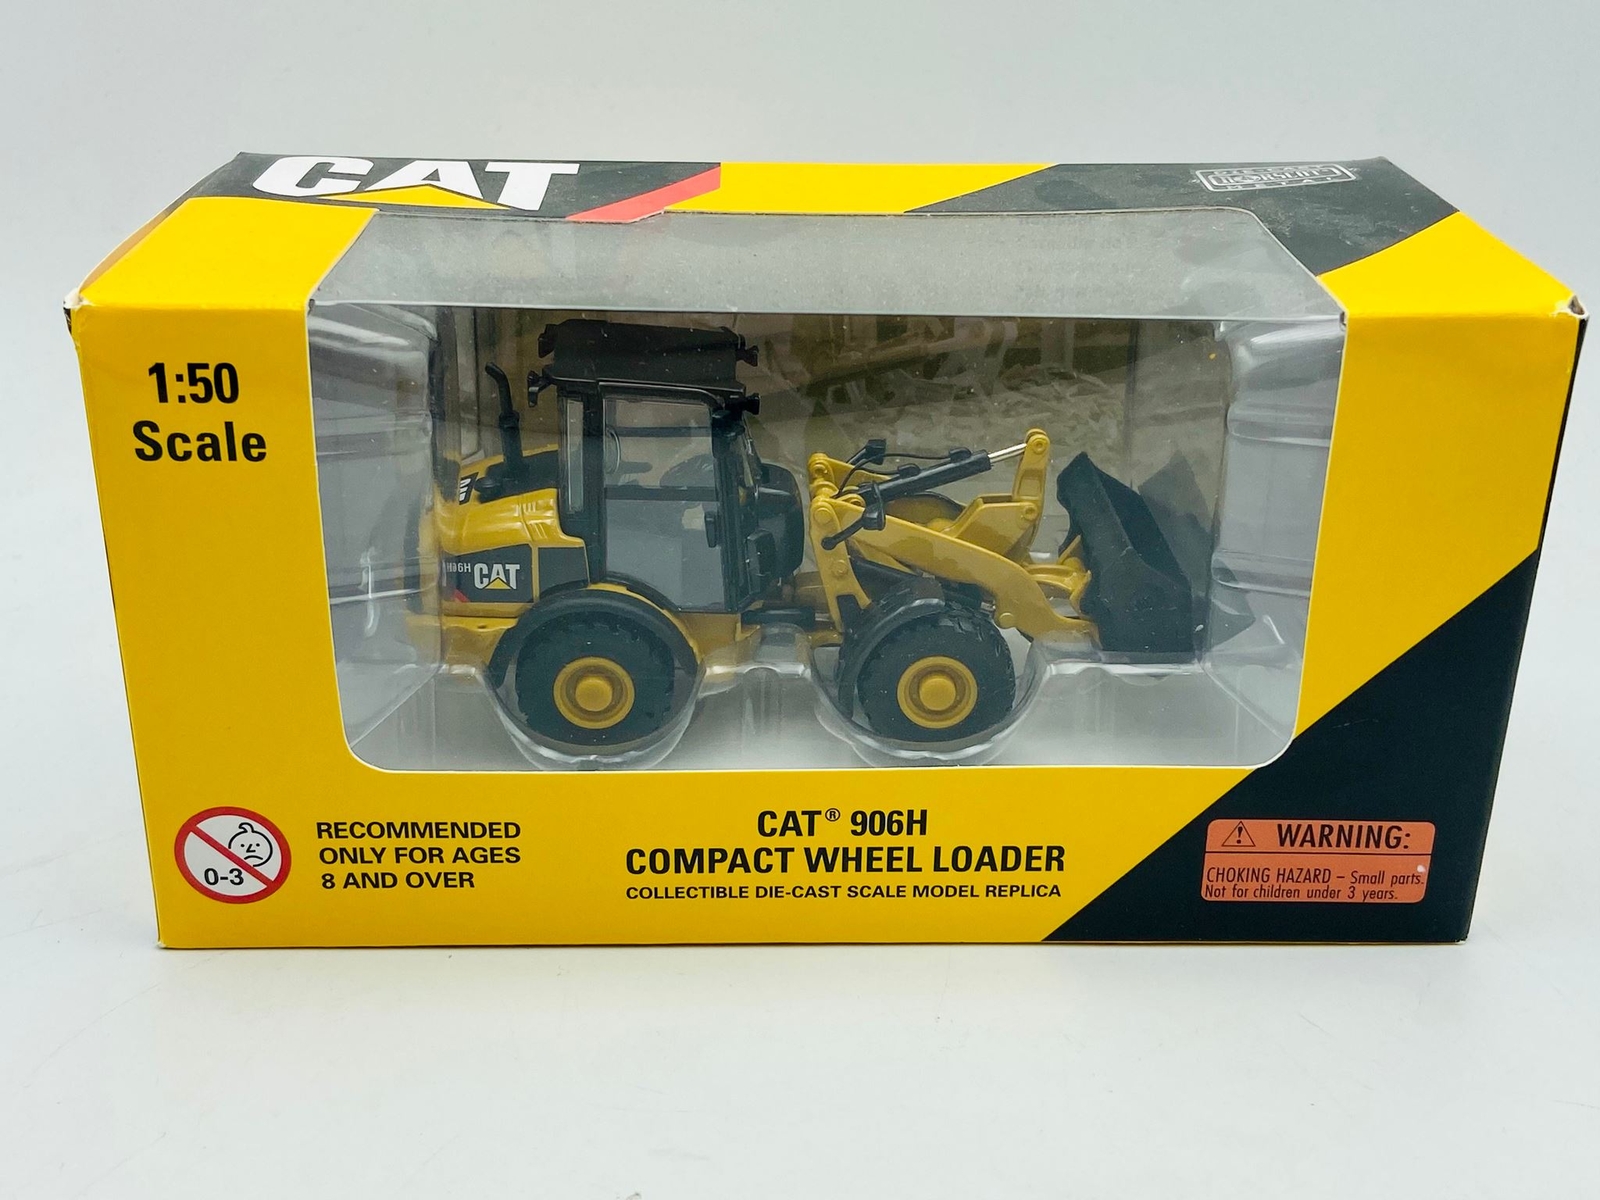 CAT
1:50
Scale
906H CAT
0-3
RECOMMENDED
ONLY FOR AGES
8 AND OVER
CAT® 906H
COMPACT WHEEL LOADER
COLLECTIBLE DIE-CAST SCALE MODEL REPLICA
WARNING:
CHOKING HAZARD – Small parts.
Not for children under 3 years.